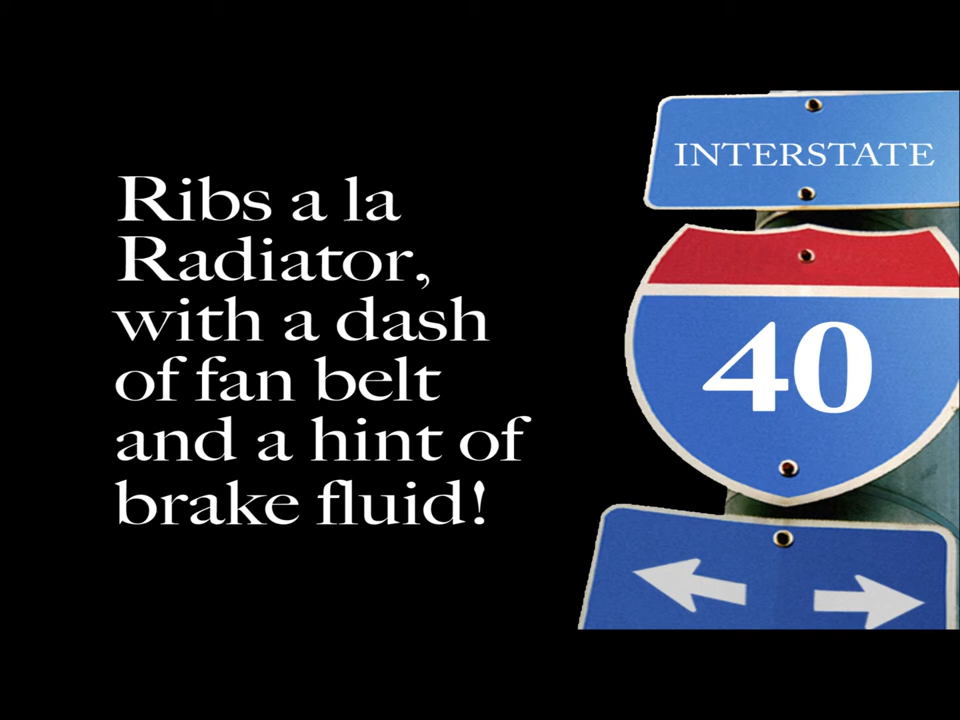 Ribs a la
Radiator,
with a dash
of fan belt
and a hint of
brake fluid!
INTERSTATE
40